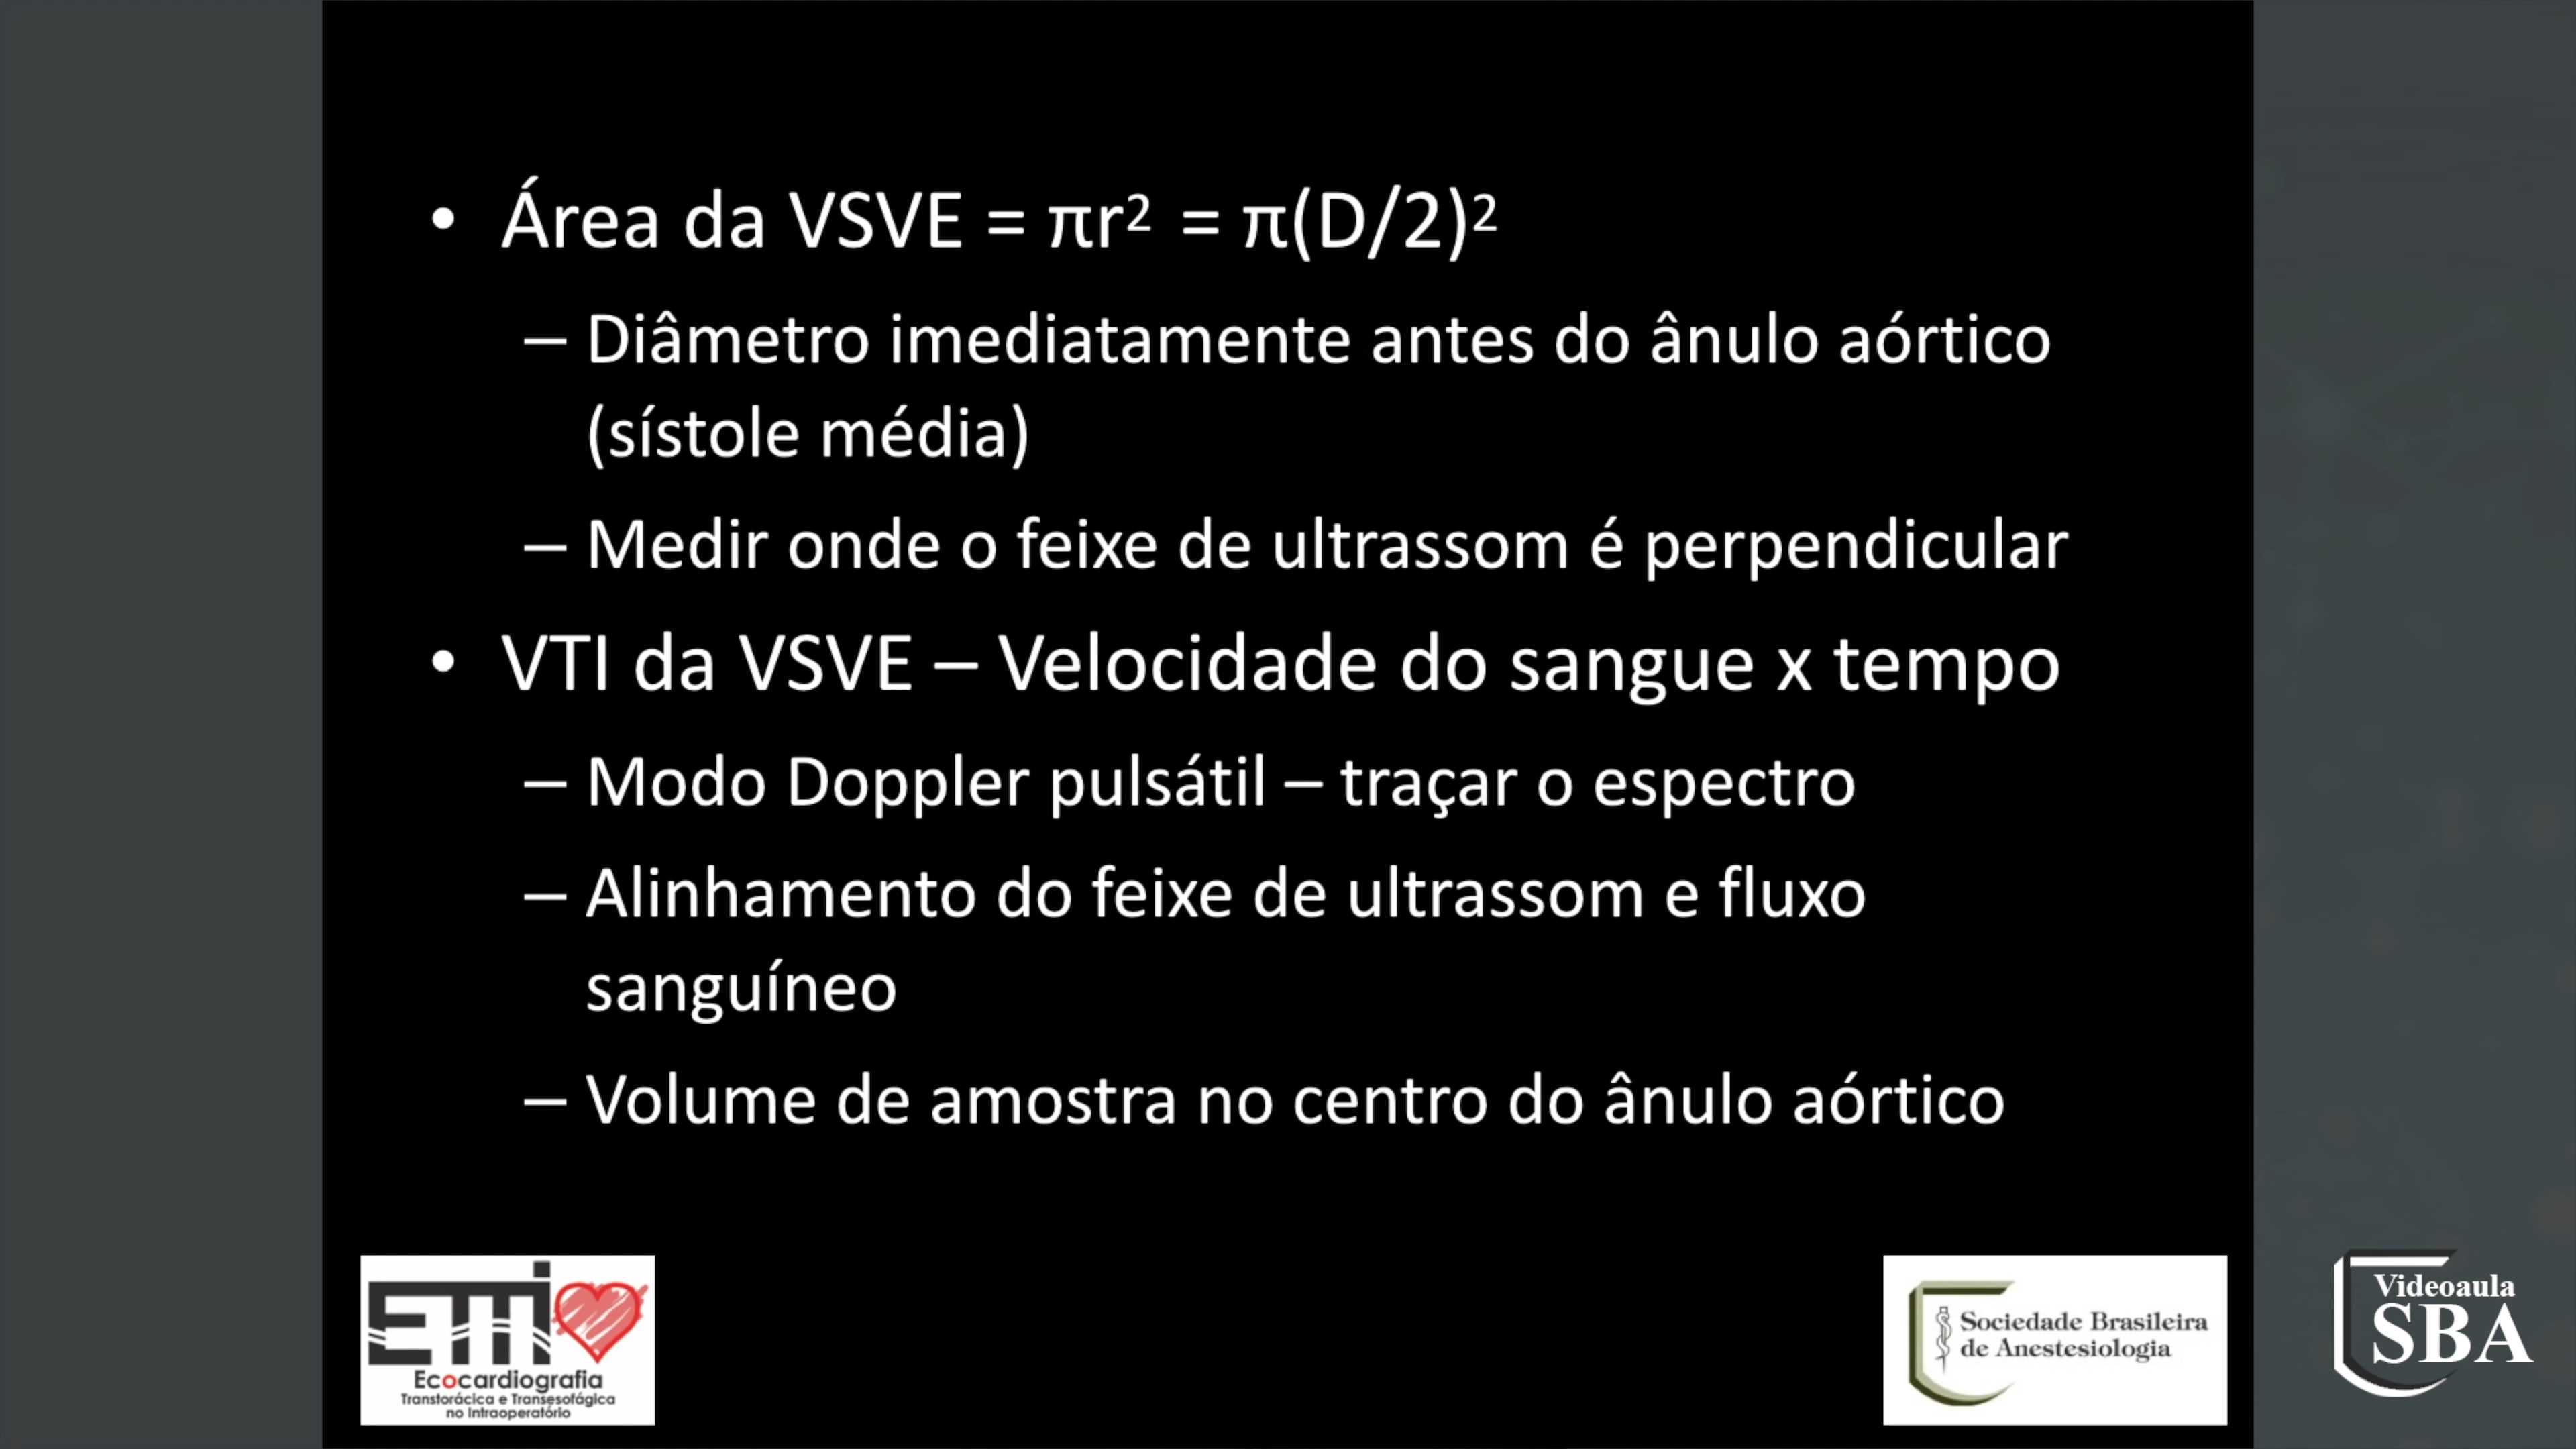 • Área da VSVE = πr² = π(D/2)²
– Diâmetro imediatamente antes do ânulo aórtico
(sístole média)
– Medir onde o feixe de ultrassom é perpendicular
• VTI da VSVE – Velocidade do sangue x tempo
– Modo Doppler pulsátil – traçar o espectro
– Alinhamento do feixe de ultrassom e fluxo
sanguíneo
– Volume de amostra no centro do ânulo aórtico
ETTI
Ecocardiografia
Transtorácica e Transesofágica
no Intraoperatório
Sociedade Brasileira
de Anestesiologia
Videoaula
SBA